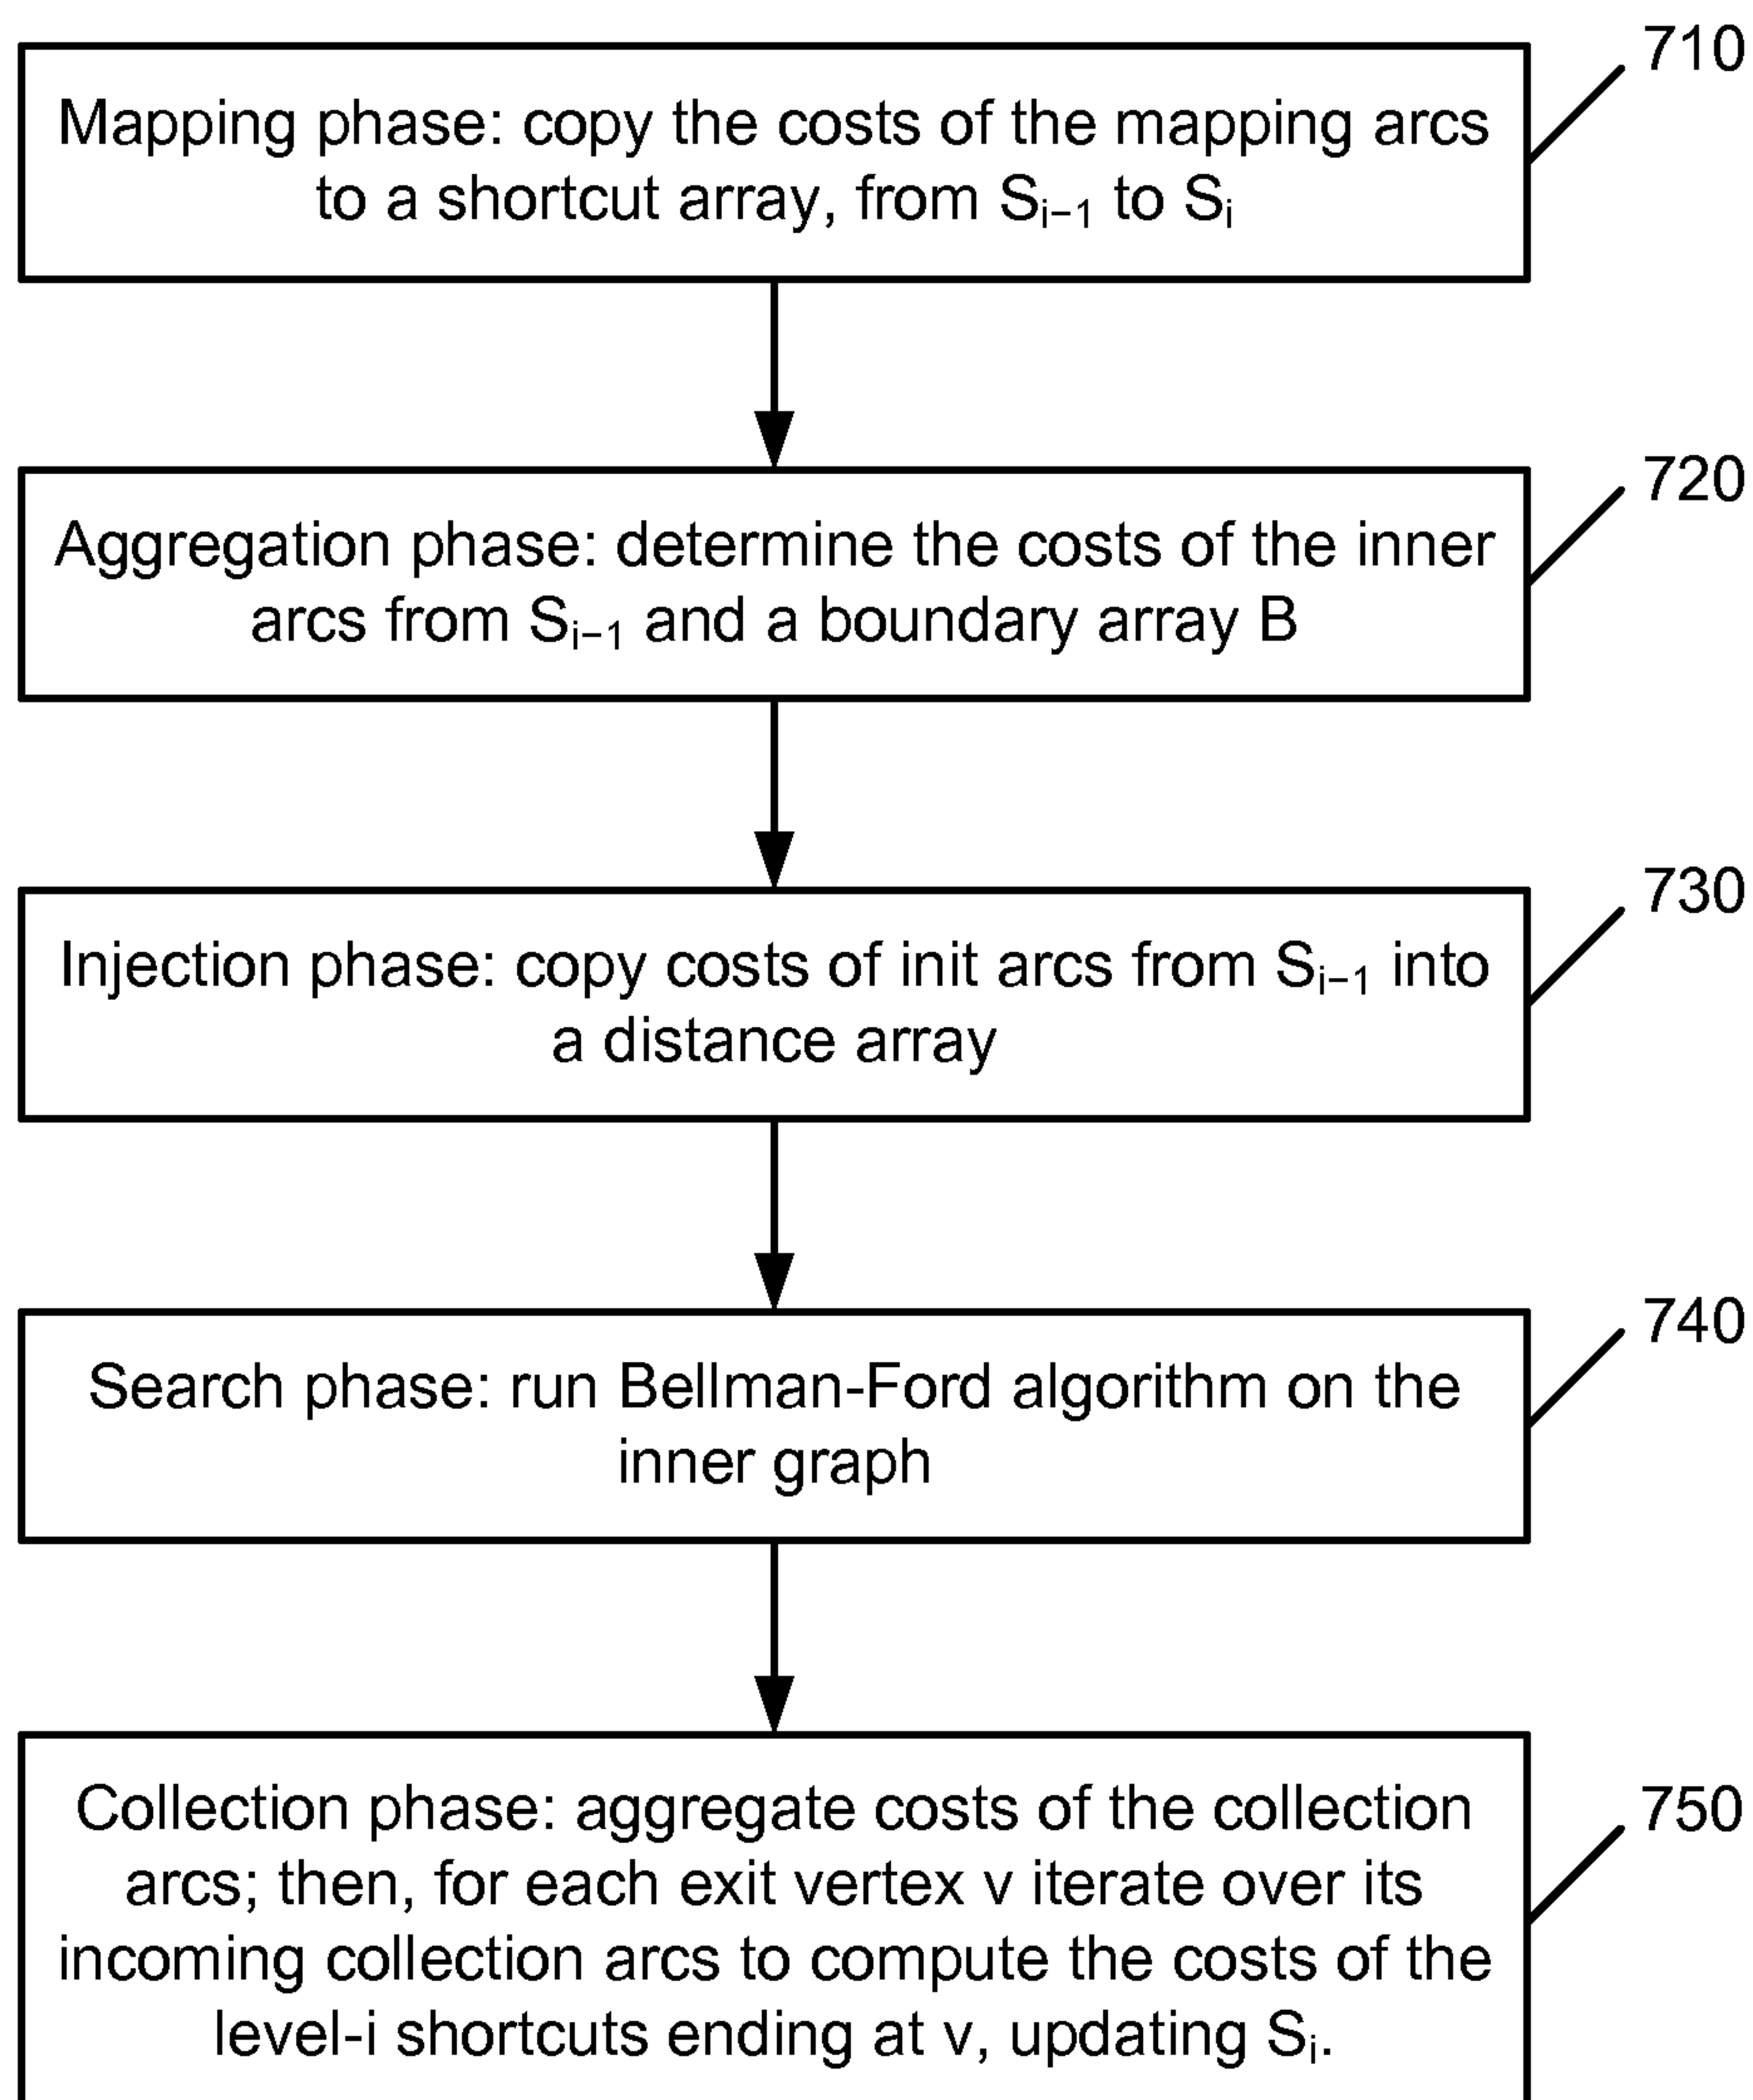 710
Mapping phase: copy the costs of the mapping arcs
to a shortcut array, from Sᵢ₋₁ to Sᵢ
720
Aggregation phase: determine the costs of the inner
arcs from Sᵢ₋₁ and a boundary array B
730
Injection phase: copy costs of init arcs from Sᵢ₋₁ into
a distance array
740
Search phase: run Bellman-Ford algorithm on the
inner graph
750
Collection phase: aggregate costs of the collection
arcs; then, for each exit vertex v iterate over its
incoming collection arcs to compute the costs of the
level-i shortcuts ending at v, updating Sᵢ.